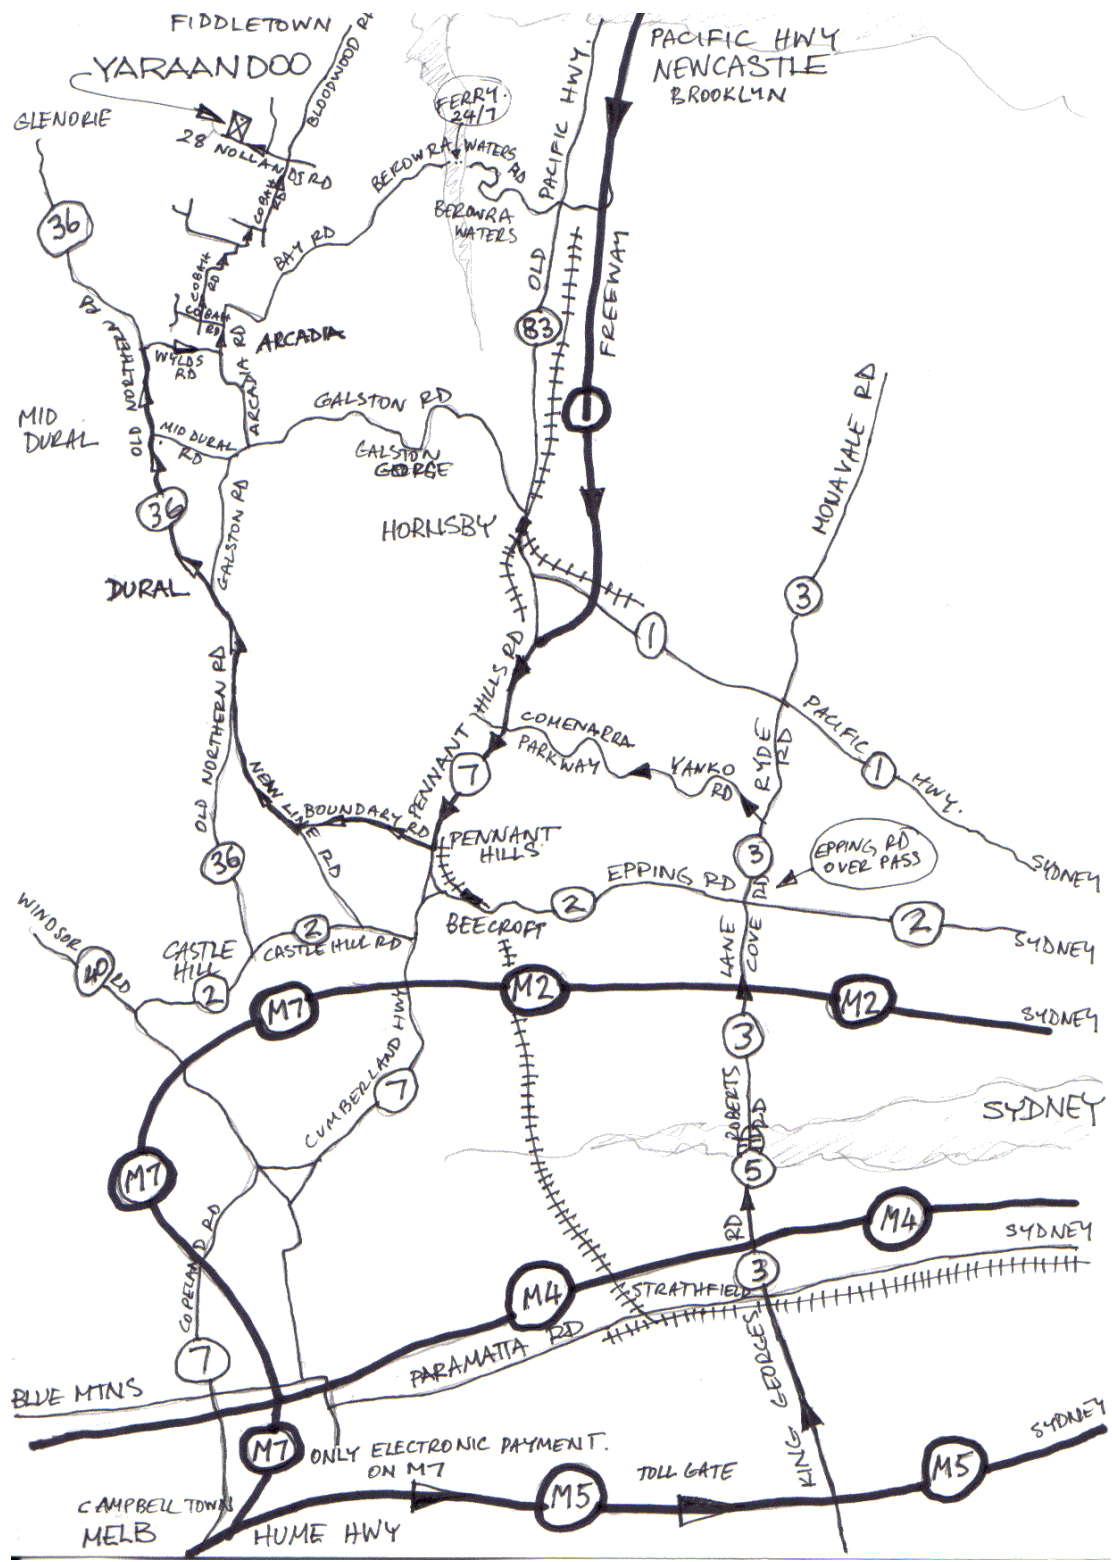 FIDDLETOWN
YARAANDOO
GLENORIE
BLOODWOOD RD
28 NOLLANDS RD
FERRY.
24/7
PACIFIC HWY
NEWCASTLE
BROOKLYN
OLD PACIFIC HWY.
36
COBAH RD
COBAH RD
COBAH RD
BAY RD
BEROWRA WATERS RD
BEROWRA
WATERS
83
FREEWAY
1
ARCADIA
WYLDS
RD
ARCADIA RD
OLD NORTHERN RD
MID
DURAL
MID DURAL
RD
GALSTON RD
GALSTON
GEORGE
GALSTON RD
36
HORNSBY
MONAVALE RD
3
DURAL
1
PENNANT HILLS RD
COMENARRA
PARKWAY
YANKO
RD
RYDE
RD
PACIFIC HWY.
1
SYDNEY
7
OLD NORTHERN RD
NEW LINE RD
BOUNDARY RD
PENNANT
HILLS
36
3
EPPING RD
OVER PASS
EPPING RD
2
2
SYDNEY
BEECROFT
LANE
COVE RD
WINDSOR
RD
40
CASTLE
HILL
2
CASTLE HILL RD
2
M7
M2
M2
SYDNEY
CUMBERLAND HWY
7
3
ROBERTS
RD
SYDNEY
5
M7
COPELAND RD
RD
M4
SYDNEY
3
M4
STRATHFIELD
PARAMATTA RD
KING GEORGES
7
BLUE MTNS
M7
ONLY ELECTRONIC PAYMENT.
ON M7
TOLL GATE
M5
M5
SYDNEY
CAMPBELLTOWN
MELB
HUME HWY